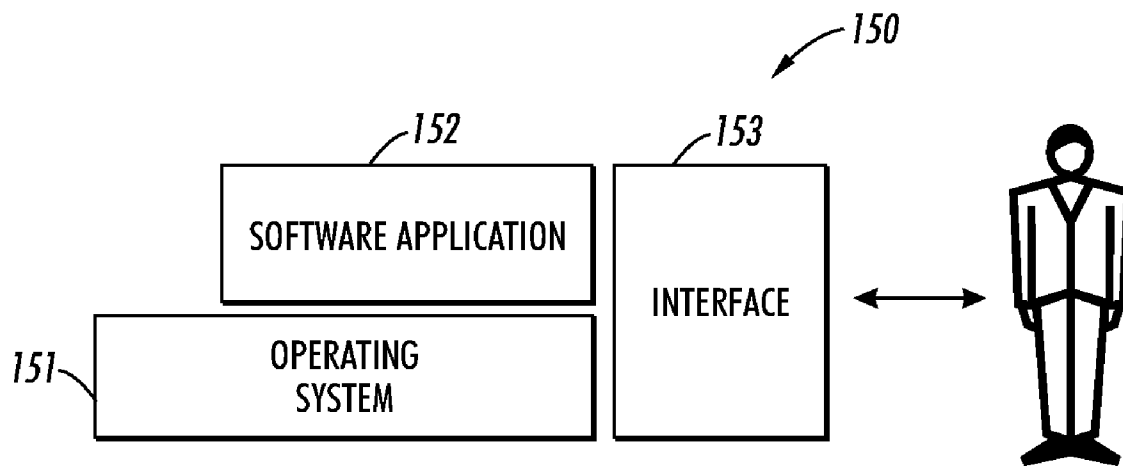 150
152
153
SOFTWARE APPLICATION
INTERFACE
151
OPERATING
SYSTEM